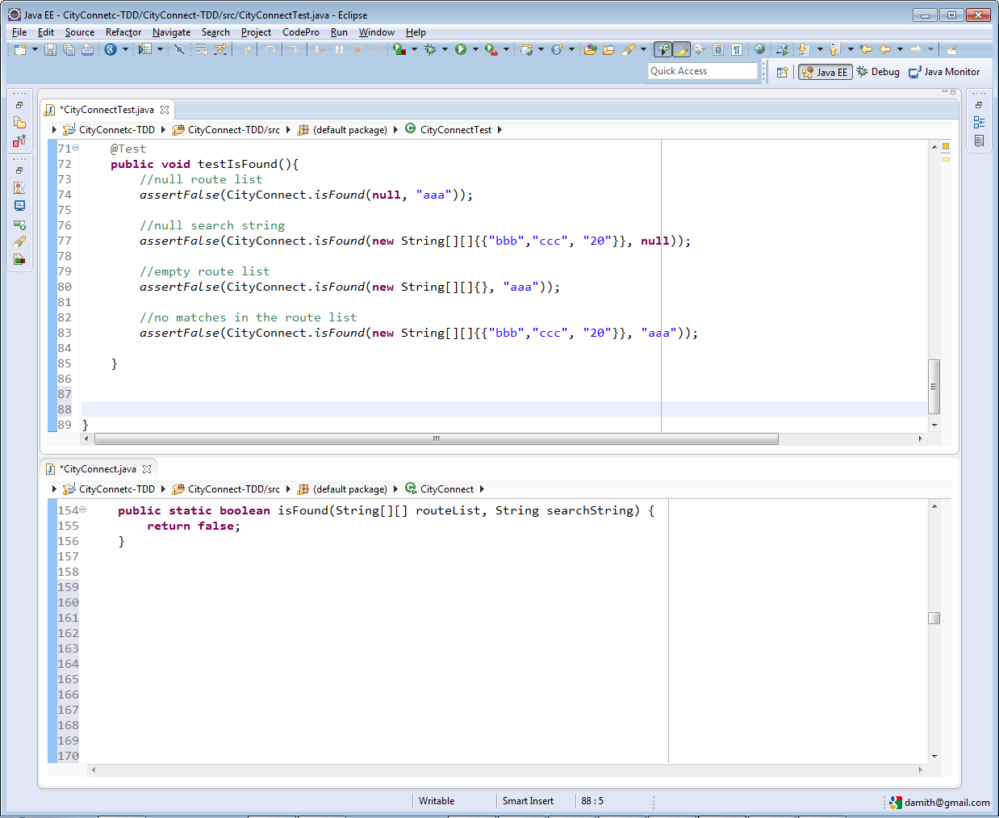 Java EE - CityConnetc-TDD/CityConnect-TDD/src/CityConnectTest.java - Eclipse
File Edit Source Refactor Navigate Search Project CodePro Run Window Help
Quick Access
Java EE Debug Java Monitor
*CityConnectTest.java
CityConnetc-TDD CityConnect-TDD/src (default package) CityConnectTest
71 @Test
72 public void testIsFound(){
73 //null route list
74 assertFalse(CityConnect.isFound(null, "aaa"));
75
76 //null search string
77 assertFalse(CityConnect.isFound(new String[][]{{"bbb","ccc", "20"}}, null));
78
79 //empty route list
80 assertFalse(CityConnect.isFound(new String[][]{}, "aaa"));
81
82 //no matches in the route list
83 assertFalse(CityConnect.isFound(new String[][]{{"bbb","ccc", "20"}}, "aaa"));
84
85 }
86
87
88
89 }
*CityConnect.java
CityConnetc-TDD CityConnect-TDD/src (default package) CityConnect
154 public static boolean isFound(String[][] routeList, String searchString) {
155 return false;
156 }
157
158
159
160
161
162
163
164
165
166
167
168
169
170
Writable Smart Insert 88 : 5 damith@gmail.com